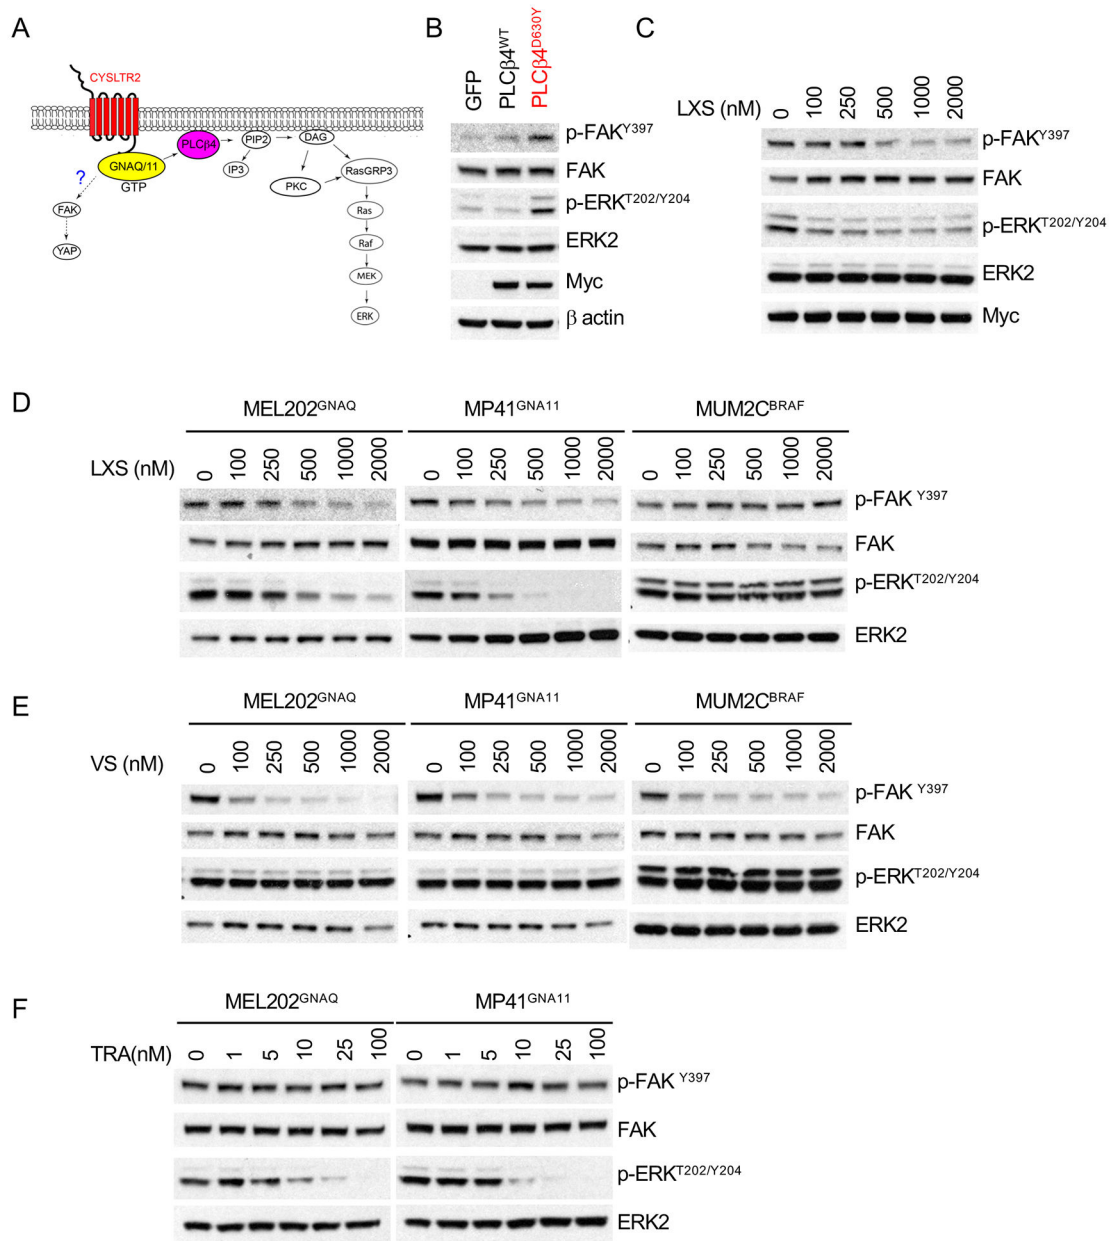 A
CYSLTR2
PLCβ4
PIP2
DAG
GNAQ/11
GTP
IP3
?
FAK
PKC
RasGRP3
YAP
Ras
Raf
MEK
ERK
B
GFP
PLCβ4WT
PLCβ4D630Y
p-FAKY397
FAK
p-ERKT202/Y204
ERK2
Myc
β actin
C
LXS (nM) 0 100 250 500 1000 2000
p-FAKY397
FAK
p-ERKT202/Y204
ERK2
Myc
D
MEL202GNAQ MP41GNA11 MUM2CBRAF
LXS (nM) 0 100 250 500 1000 2000 0 100 250 500 1000 2000 0 100 250 500 1000 2000
p-FAK Y397
FAK
p-ERKT202/Y204
ERK2
E
MEL202GNAQ MP41GNA11 MUM2CBRAF
VS (nM) 0 100 250 500 1000 2000 0 100 250 500 1000 2000 0 100 250 500 1000 2000
p-FAK Y397
FAK
p-ERKT202/Y204
ERK2
F
MEL202GNAQ MP41GNA11
TRA(nM) 0 1 5 10 25 100 0 1 5 10 25 100
p-FAK Y397
FAK
p-ERKT202/Y204
ERK2